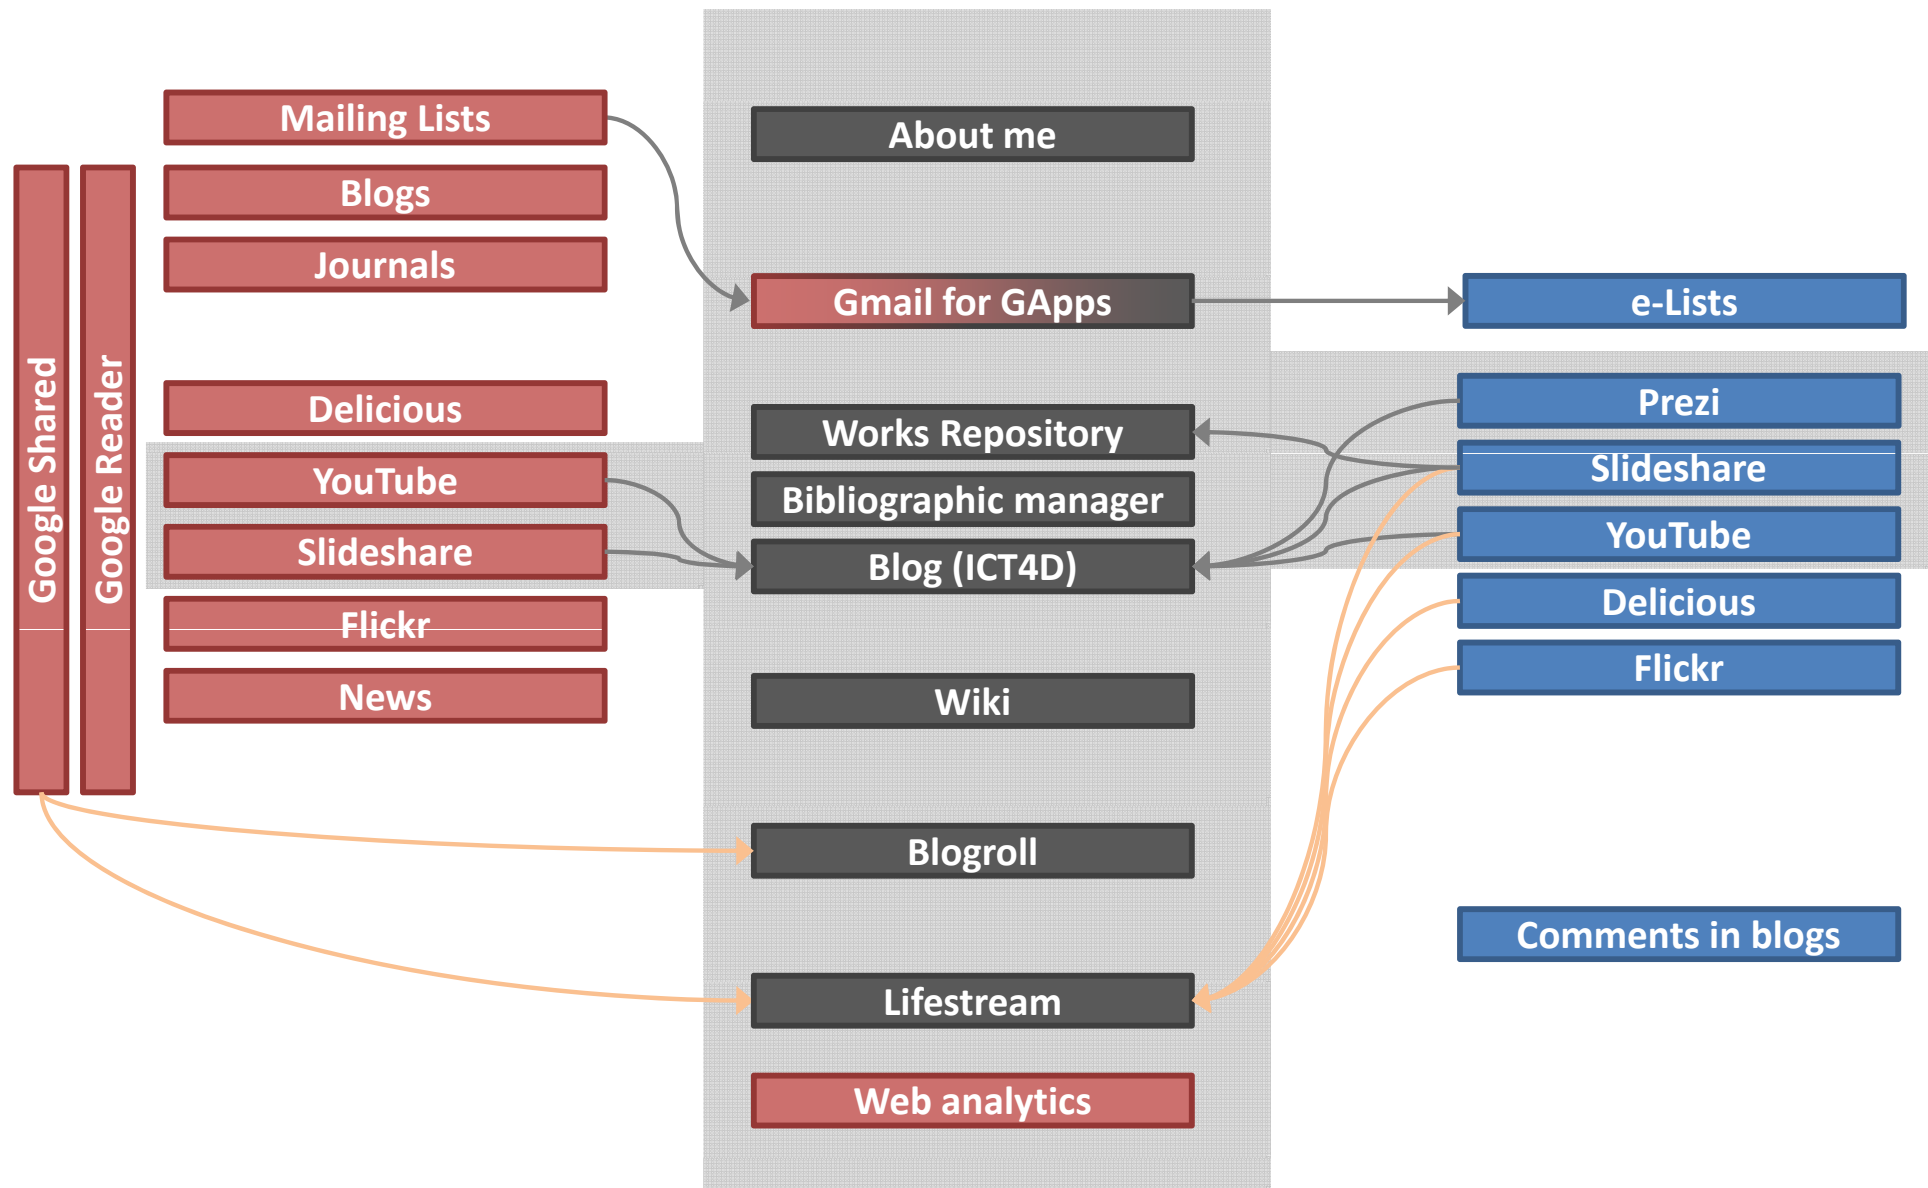 Google Shared
Google Reader
Mailing Lists
Blogs
Journals
Delicious
YouTube
Slideshare
Flickr
News
About me
Gmail for GApps
Works Repository
Bibliographic manager
Blog (ICT4D)
Wiki
Blogroll
Lifestream
Web analytics
e-Lists
Prezi
Slideshare
YouTube
Delicious
Flickr
Comments in blogs